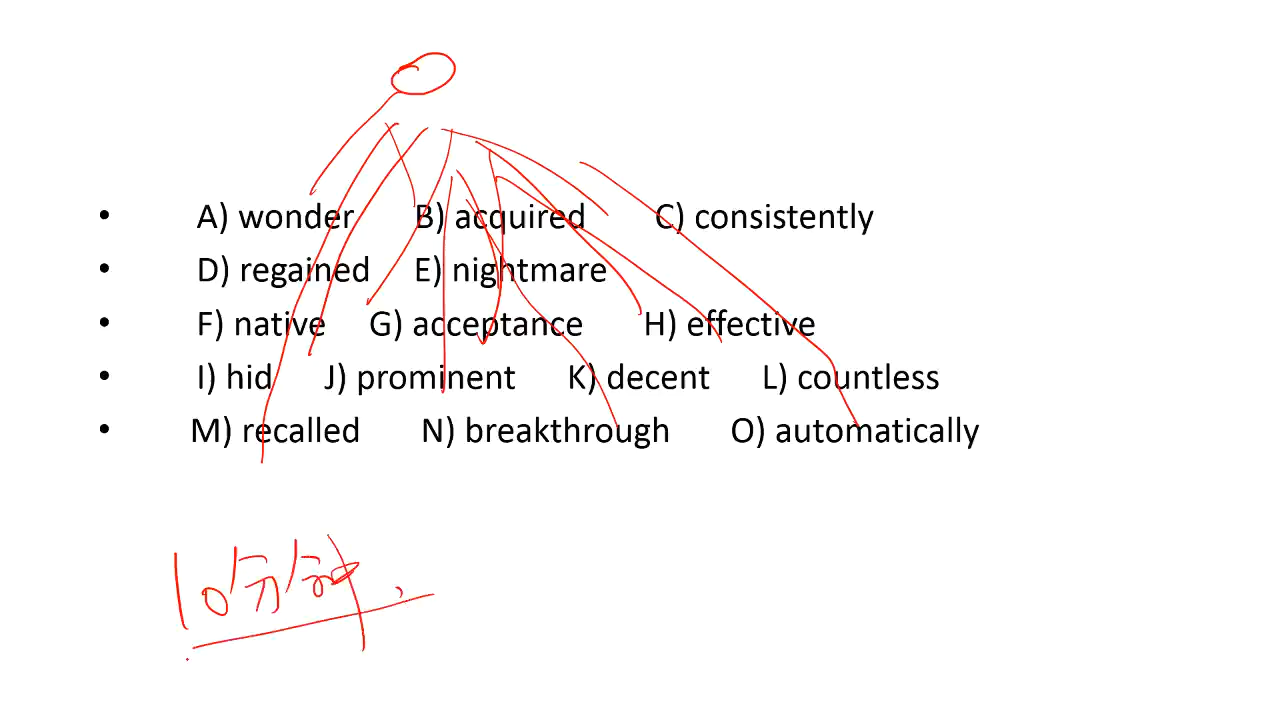 • A) wonder B) acquired C) consistently
• D) regained E) nightmare
• F) native G) acceptance H) effective
• I) hid J) prominent K) decent L) countless
• M) recalled N) breakthrough O) automatically
10分钟